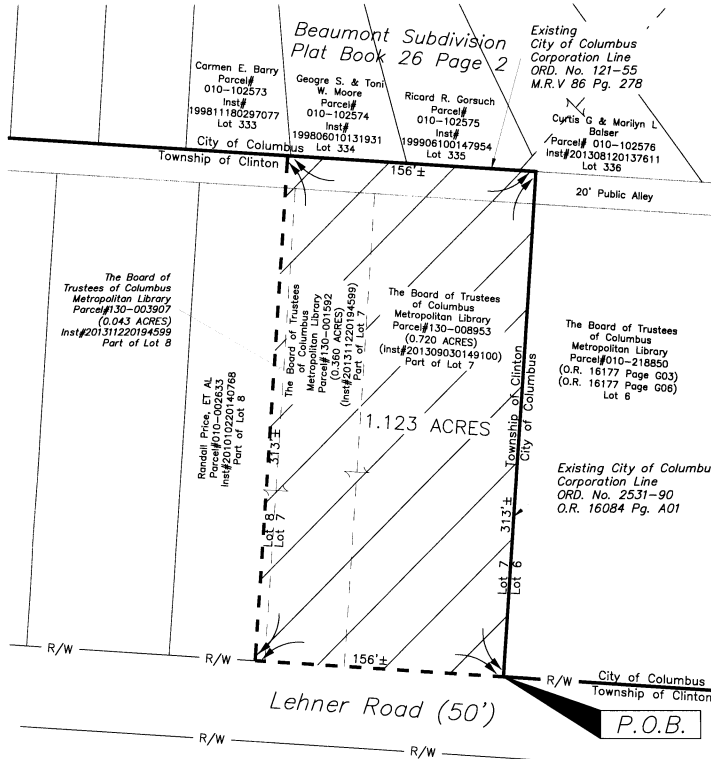 Beaumont Subdivision
Plat Book 26 Page 2
Existing
City of Columbus
Corporation Line
ORD. No. 121-55
M.R.V 86 Pg. 278
Carmen E. Barry
Parcel#
010-102573
Inst#
199811180297077
Lot 333
Geogre S. & Toni
W. Moore
Parcel#
010-102574
Inst#
199806010131931
Lot 334
Ricard R. Gorsuch
Parcel#
010-102575
Inst#
199906100147954
Lot 335
Curtis G & Marilyn L
Balser
Parcel# 010-102576
Inst#201308120137611
Lot 336
City of Columbus
Township of Clinton
156'±
20' Public Alley
The Board of
Trustees of Columbus
Metropolitan Library
Parcel#130-003907
(0.043 ACRES)
Inst#201311220194599
Part of Lot 8
Randall Price, ET AL
Parcel#010-002633
Inst#201010220140768
Part of Lot 8
The Board of Trustees
of Columbus
Metropolitan Library
Parcel#130-001592
(0.360 ACRES)
(Inst#201311220194599)
Part of Lot 7
The Board of Trustees
of Columbus
Metropolitan Library
Parcel#130-008953
(0.720 ACRES)
(Inst#201309030149100)
Part of Lot 7
1.123 ACRES
Township of Clinton
City of Columbus
The Board of Trustees
of Columbus
Metropolitan Library
Parcel#010-218850
(O.R. 16177 Page G03)
(O.R. 16177 Page G06)
Lot 6
Existing City of Columbu
Corporation Line
ORD. No. 2531-90
O.R. 16084 Pg. A01
313'±
Lot 8
Lot 7
313'±
Lot 7
Lot 6
R/W
R/W
156'±
R/W
City of Columbus
Township of Clinton
Lehner Road (50')
P.O.B.
R/W
R/W